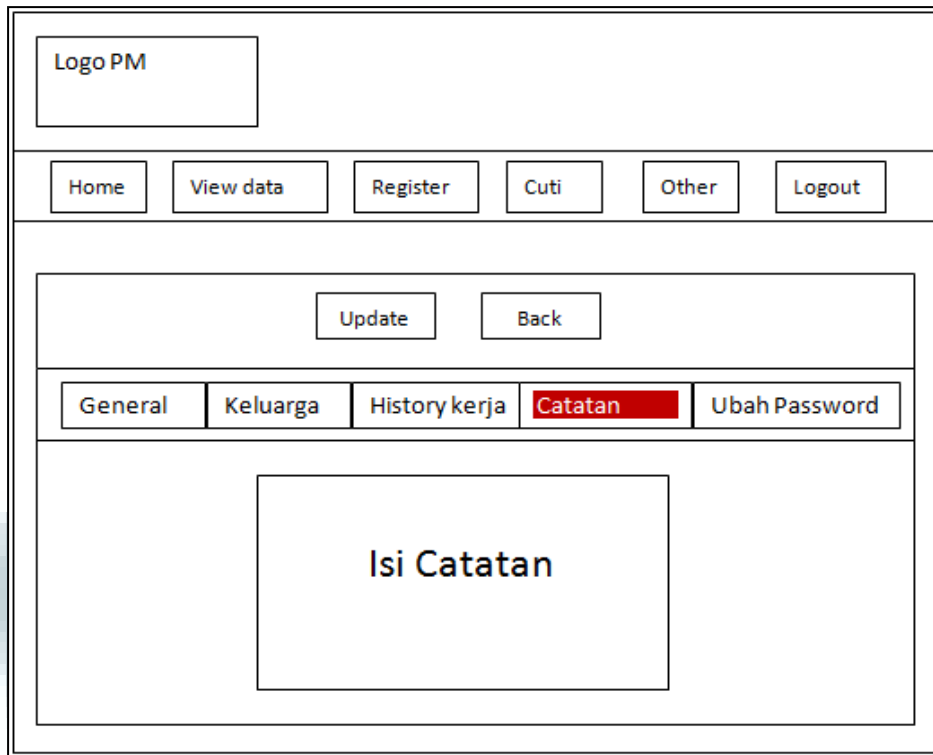 Logo PM
Home View data Register Cuti Other Logout
Update Back
General Keluarga History kerja Catatan Ubah Password
Isi Catatan